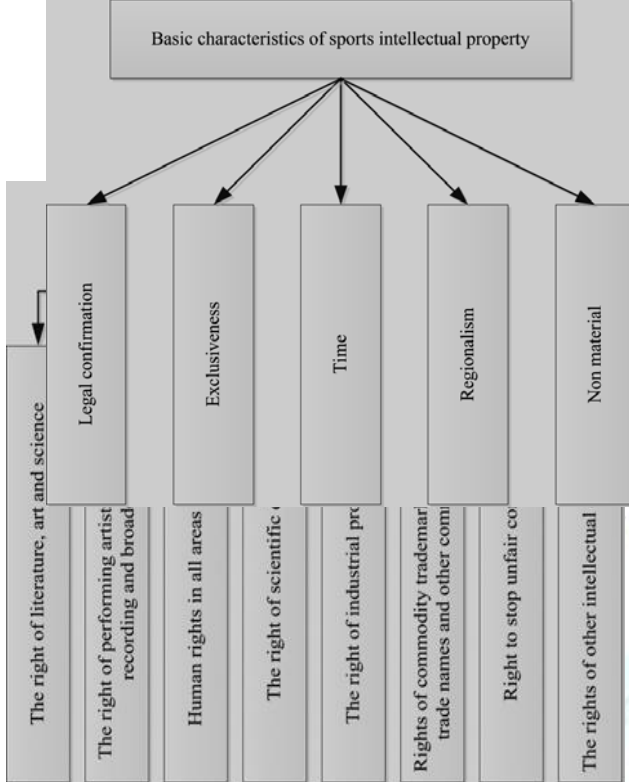 Basic characteristics of sports intellectual property
Legal confirmation
Exclusiveness
Time
Regionalism
Non material
The right of literature, art and science
The right of performing artist
recording and broad
Human rights in all areas
The right of scientific
The right of industrial pro
Rights of commodity trademar
trade names and other com
Right to stop unfair co
The rights of other intellectual